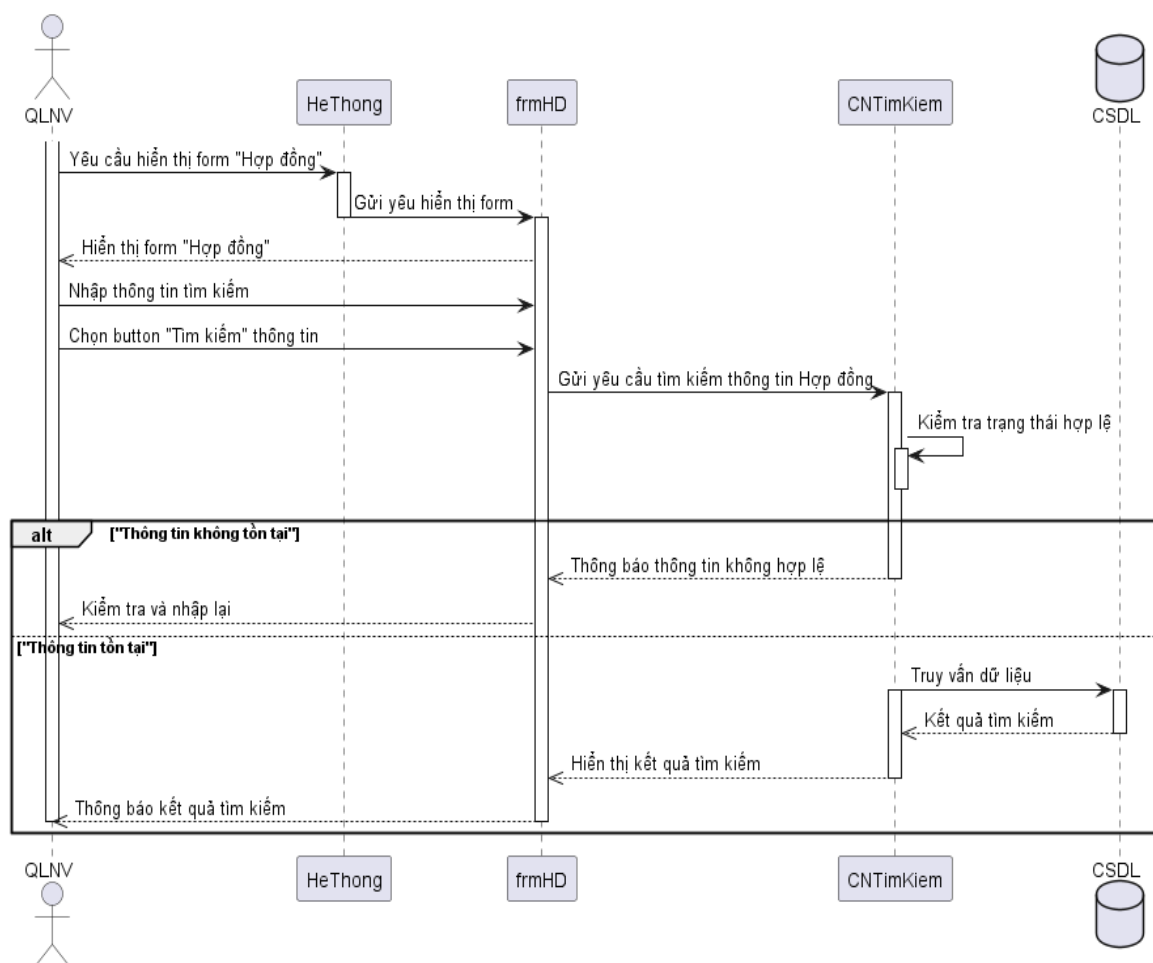 QLNV
HeThong
frmHD
CNTimKiem
CSDL
Yêu cầu hiển thị form "Hợp đồng"
Gửi yêu hiển thị form
Hiển thị form "Hợp đồng"
Nhập thông tin tìm kiếm
Chọn button "Tìm kiếm" thông tin
Gửi yêu cầu tìm kiếm thông tin Hợp đồng
Kiểm tra trạng thái hợp lệ
alt
["Thông tin không tồn tại"]
Thông báo thông tin không hợp lệ
Kiểm tra và nhập lại
["Thông tin tồn tại"]
Truy vấn dữ liệu
Kết quả tìm kiếm
Hiển thị kết quả tìm kiếm
Thông báo kết quả tìm kiếm
QLNV
HeThong
frmHD
CNTimKiem
CSDL